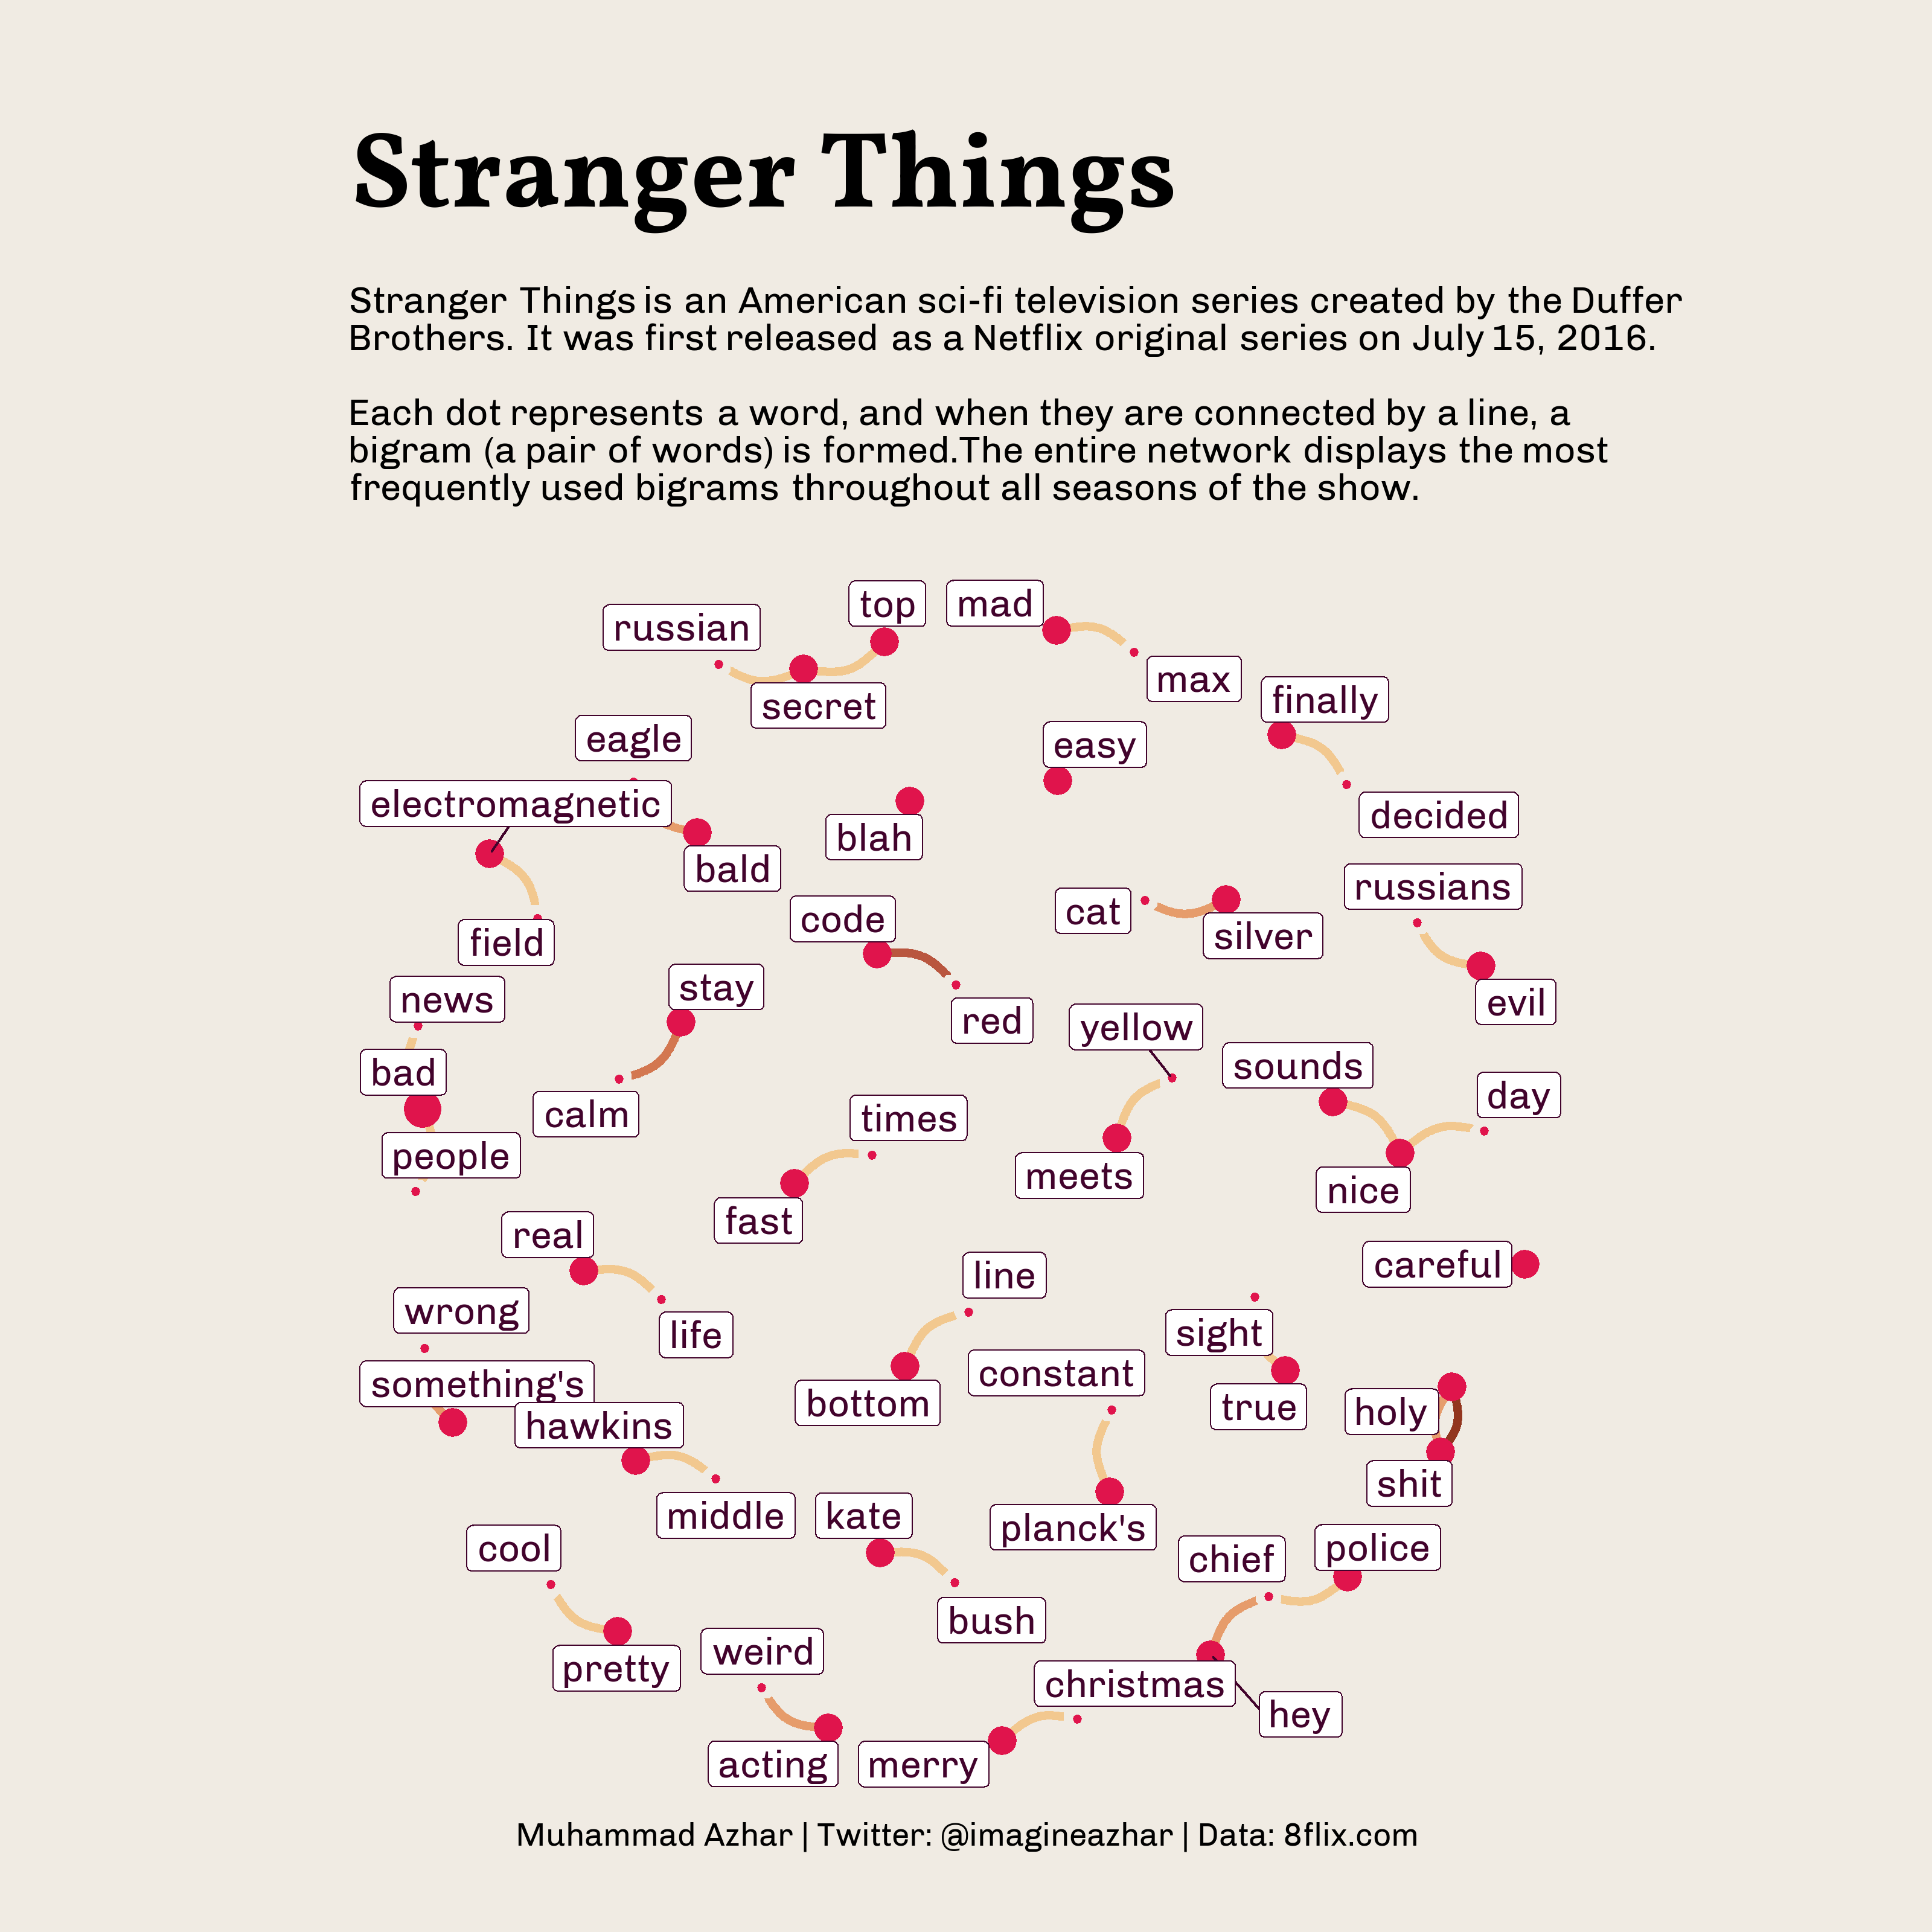 Stranger Things
Stranger Things is an American sci-fi television series created by the Duffer
Brothers. It was first released as a Netflix original series on July 15, 2016.
Each dot represents a word, and when they are connected by a line, a
bigram (a pair of words) is formed.The entire network displays the most
frequently used bigrams throughout all seasons of the show.
top
mad
russian
max
finally
secret
eagle
easy
electromagnetic
decided
blah
bald
russians
cat
code
silver
field
stay
news
evil
red
yellow
sounds
bad
day
calm
times
people
meets
nice
fast
real
careful
line
wrong
sight
life
constant
something's
bottom
true
holy
hawkins
shit
middle
kate
planck's
cool
police
chief
bush
weird
pretty
christmas
hey
acting
merry
Muhammad Azhar | Twitter: @imagineazhar | Data: 8flix.com